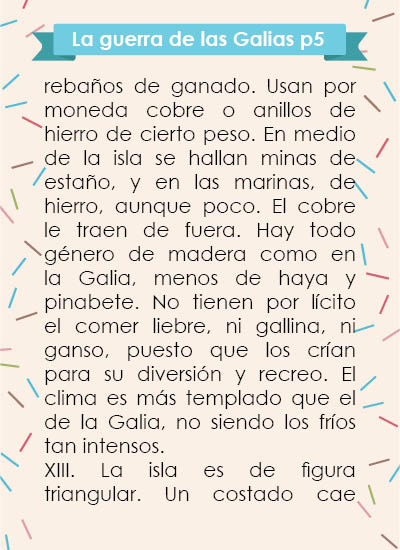 La guerra de las Galias p5
rebaños de ganado. Usan por
moneda cobre o anillos de
hierro de cierto peso. En medio
de la isla se hallan minas de
estaño, y en las marinas, de
hierro, aunque poco. El cobre
le traen de fuera. Hay todo
género de madera como en
la Galia, menos de haya y
pinabete. No tienen por lícito
el comer liebre, ni gallina, ni
ganso, puesto que los crían
para su diversión y recreo. El
clima es más templado que el
de la Galia, no siendo los fríos
tan intensos.
XIII. La isla es de figura
triangular. Un costado cae